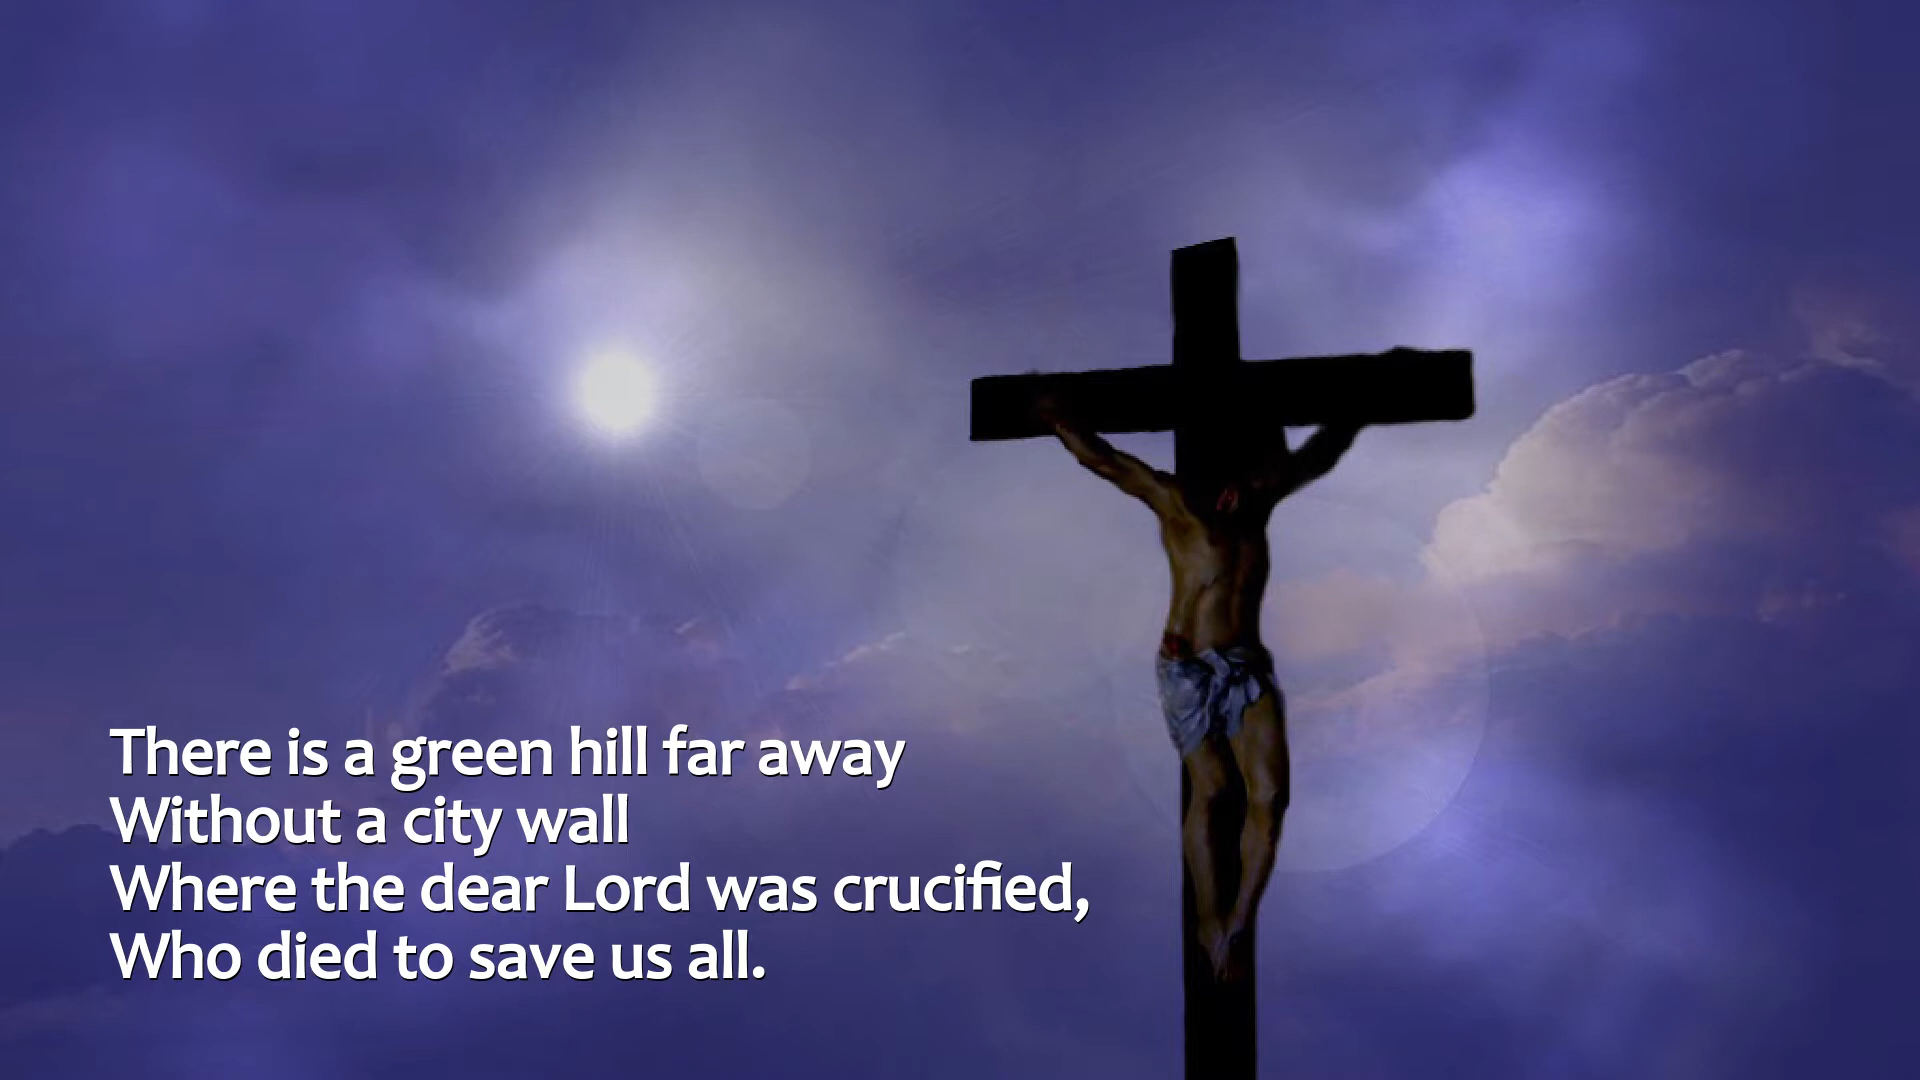 There is a green hill far away
Without a city wall
Where the dear Lord was crucified,
Who died to save us all.